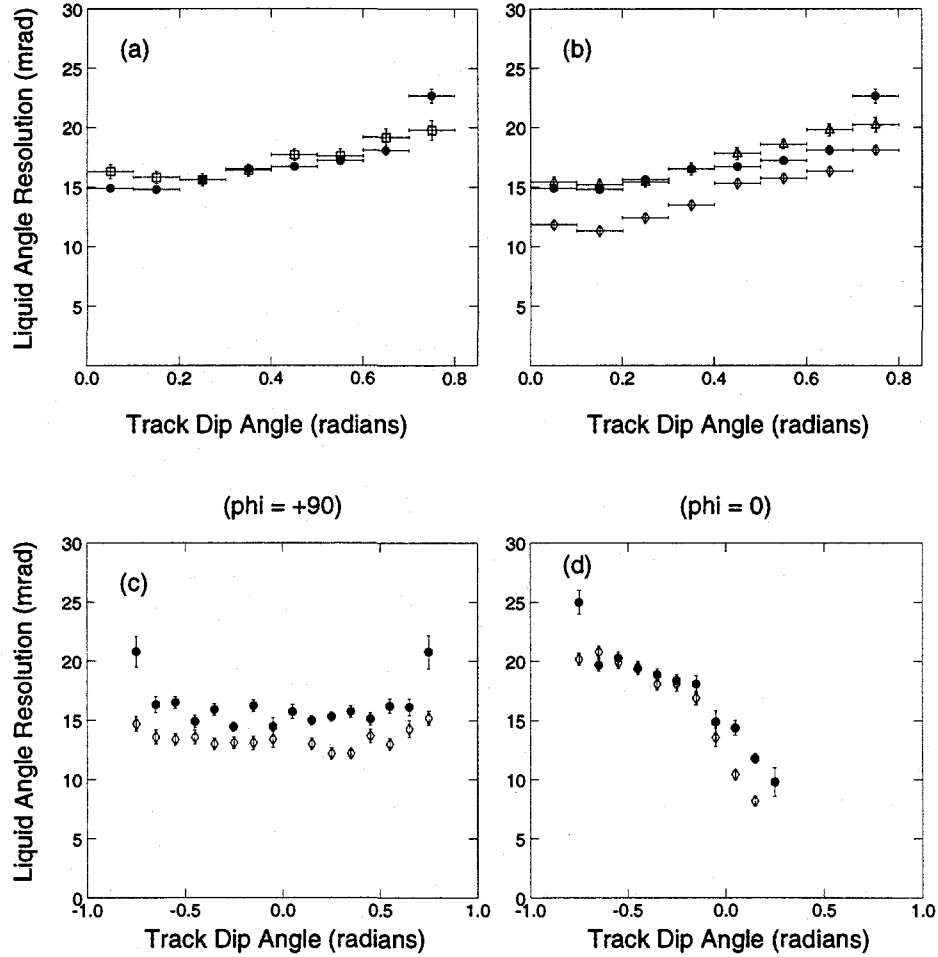 30
25
20
15
10
5
0.0 0.2 0.4 0.6 0.8
(a)
Liquid Angle Resolution (mrad)
Track Dip Angle (radians)
30
25
20
15
10
5
0.0 0.2 0.4 0.6 0.8
(b)
Track Dip Angle (radians)
(phi = +90)
30
25
20
15
10
5
0
-1.0 -0.5 0.0 0.5 1.0
(c)
Liquid Angle Resolution (mrad)
Track Dip Angle (radians)
(phi = 0)
30
25
20
15
10
5
0
-1.0 -0.5 0.0 0.5 1.0
(d)
Track Dip Angle (radians)